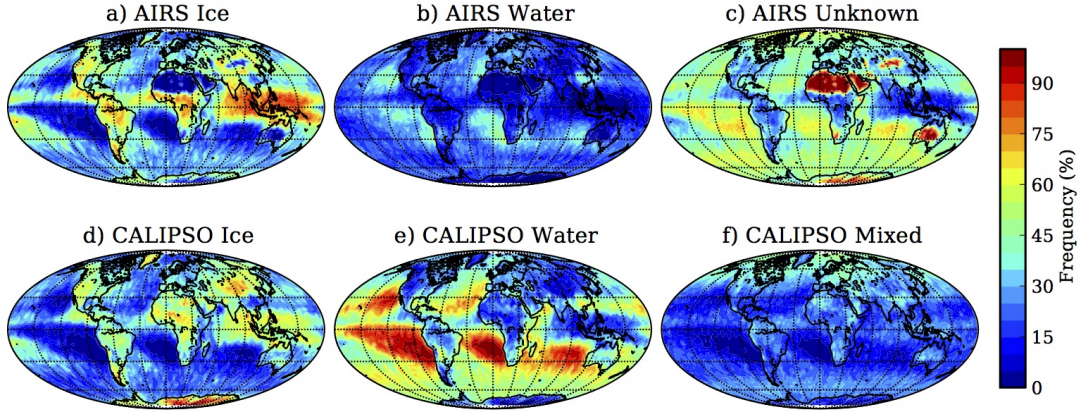 a) AIRS Ice
b) AIRS Water
c) AIRS Unknown
d) CALIPSO Ice
e) CALIPSO Water
f) CALIPSO Mixed
90
75
60
45
30
15
0
Frequency (%)